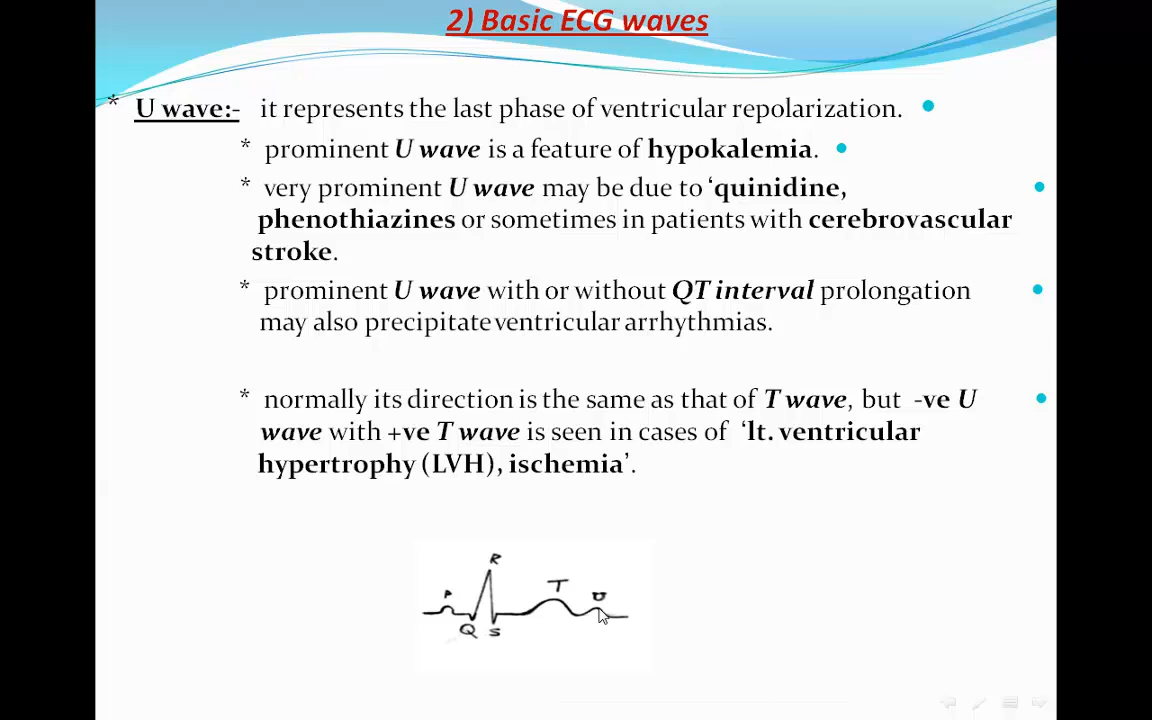 2) Basic ECG waves
* U wave:- it represents the last phase of ventricular repolarization.
* prominent U wave is a feature of hypokalemia.
* very prominent U wave may be due to ‘quinidine,
phenothiazines or sometimes in patients with cerebrovascular
stroke.
* prominent U wave with or without QT interval prolongation
may also precipitate ventricular arrhythmias.
* normally its direction is the same as that of T wave, but -ve U
wave with +ve T wave is seen in cases of ‘lt. ventricular
hypertrophy (LVH), ischemia’.
R
P T U
Q S